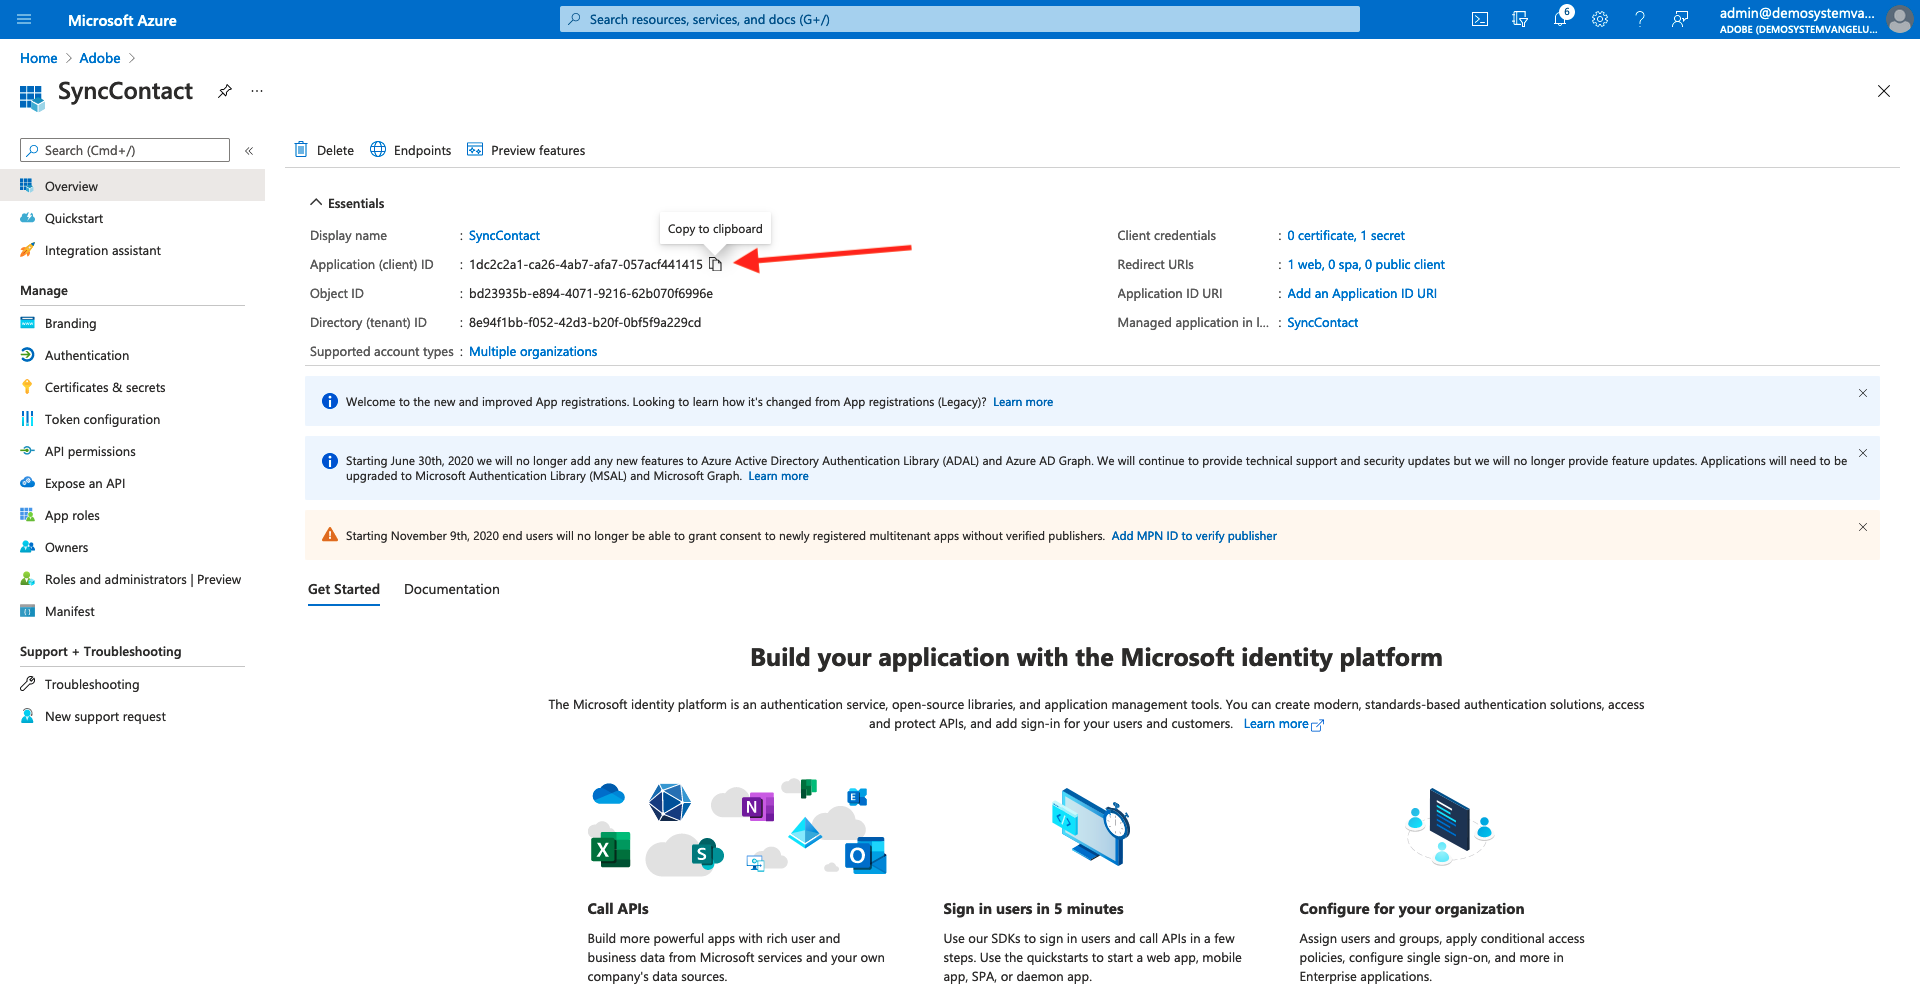 Microsoft Azure
Search resources, services, and docs (G+/)
6
admin@demosystemva...
ADOBE (DEMOSYSTEMVANGELU...
Home > Adobe >
SyncContact
Search (Cmd+/)
«
Delete
Endpoints
Preview features
Overview
Quickstart
Integration assistant
Manage
Branding
Authentication
Certificates & secrets
Token configuration
API permissions
Expose an API
App roles
Owners
Roles and administrators | Preview
Manifest
Support + Troubleshooting
Troubleshooting
New support request
Essentials
Copy to clipboard
Display name : SyncContact
Application (client) ID : 1dc2c2a1-ca26-4ab7-afa7-057acf441415
Object ID : bd23935b-e894-4071-9216-62b070f6996e
Directory (tenant) ID : 8e94f1bb-f052-42d3-b20f-0bf5f9a229cd
Supported account types : Multiple organizations
Client credentials : 0 certificate, 1 secret
Redirect URIs : 1 web, 0 spa, 0 public client
Application ID URI : Add an Application ID URI
Managed application in l... : SyncContact
Welcome to the new and improved App registrations. Looking to learn how it's changed from App registrations (Legacy)? Learn more
Starting June 30th, 2020 we will no longer add any new features to Azure Active Directory Authentication Library (ADAL) and Azure AD Graph. We will continue to provide technical support and security updates but we will no longer provide feature updates. Applications will need to be
upgraded to Microsoft Authentication Library (MSAL) and Microsoft Graph. Learn more
Starting November 9th, 2020 end users will no longer be able to grant consent to newly registered multitenant apps without verified publishers. Add MPN ID to verify publisher
Get Started
Documentation
Build your application with the Microsoft identity platform
The Microsoft identity platform is an authentication service, open-source libraries, and application management tools. You can create modern, standards-based authentication solutions, access
and protect APIs, and add sign-in for your users and customers. Learn more
N
E
X
S
O
Call APIs
Build more powerful apps with rich user and
business data from Microsoft services and your own
company's data sources.
Sign in users in 5 minutes
Use our SDKs to sign in users and call APIs in a few
steps. Use the quickstarts to start a web app, mobile
app, SPA, or daemon app.
Configure for your organization
Assign users and groups, apply conditional access
policies, configure single sign-on, and more in
Enterprise applications.